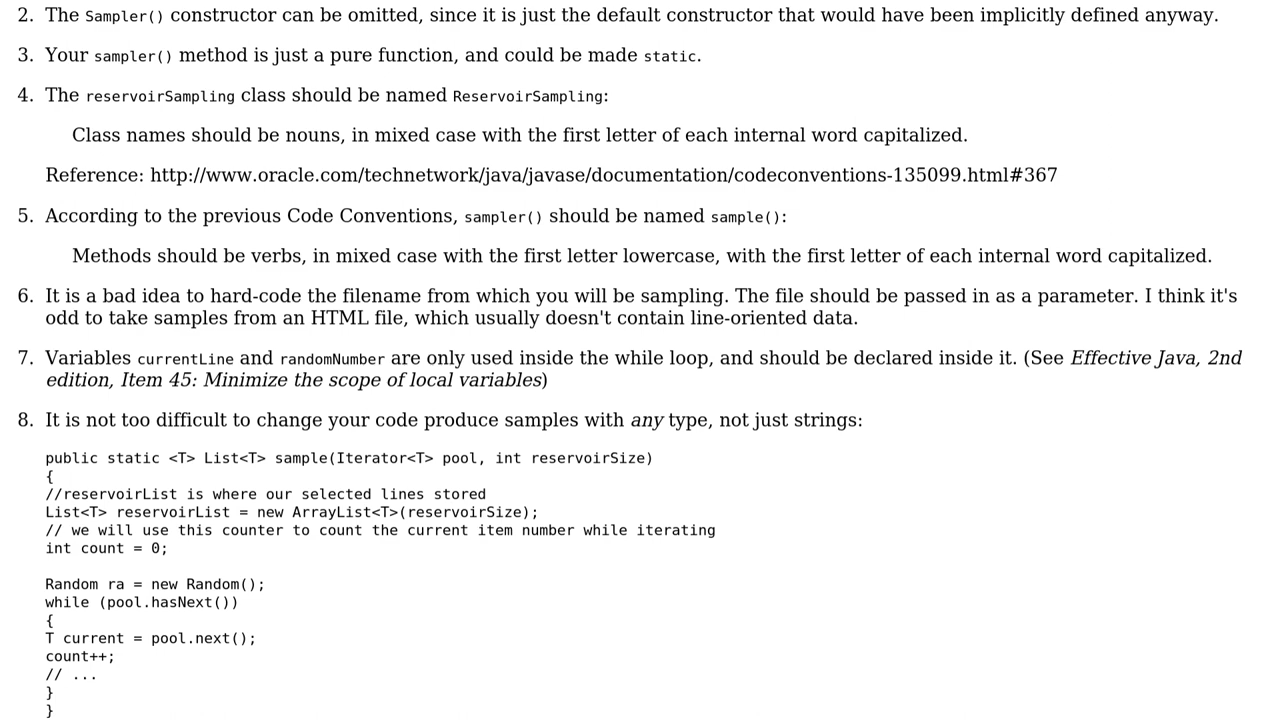 2. The Sampler() constructor can be omitted, since it is just the default constructor that would have been implicitly defined anyway.
3. Your sampler() method is just a pure function, and could be made static.
4. The reservoirSampling class should be named ReservoirSampling:
Class names should be nouns, in mixed case with the first letter of each internal word capitalized.
Reference: http://www.oracle.com/technetwork/java/javase/documentation/codeconventions-135099.html#367
5. According to the previous Code Conventions, sampler() should be named sample():
Methods should be verbs, in mixed case with the first letter lowercase, with the first letter of each internal word capitalized.
6. It is a bad idea to hard-code the filename from which you will be sampling. The file should be passed in as a parameter. I think it's
odd to take samples from an HTML file, which usually doesn't contain line-oriented data.
7. Variables currentLine and randomNumber are only used inside the while loop, and should be declared inside it. (See Effective Java, 2nd
edition, Item 45: Minimize the scope of local variables)
8. It is not too difficult to change your code produce samples with any type, not just strings:
public static <T> List<T> sample(Iterator<T> pool, int reservoirSize)
{
//reservoirList is where our selected lines stored
List<T> reservoirList = new ArrayList<T>(reservoirSize);
// we will use this counter to count the current item number while iterating
int count = 0;
Random ra = new Random();
while (pool.hasNext())
{
T current = pool.next();
count++;
// ...
}
}